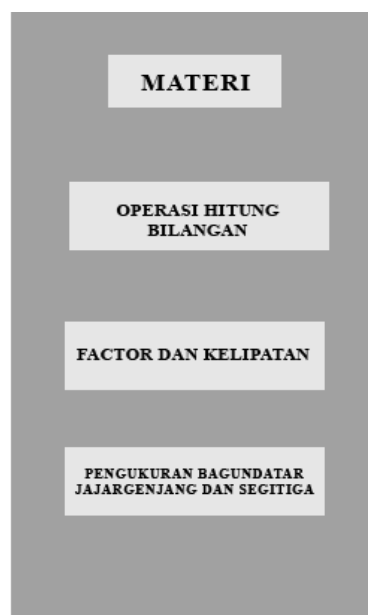 MATERI
OPERASI HITUNG
BILANGAN
FACTOR DAN KELIPATAN
PENGUKURAN BAGUNDATAR
JAJARGENJANG DAN SEGITIGA